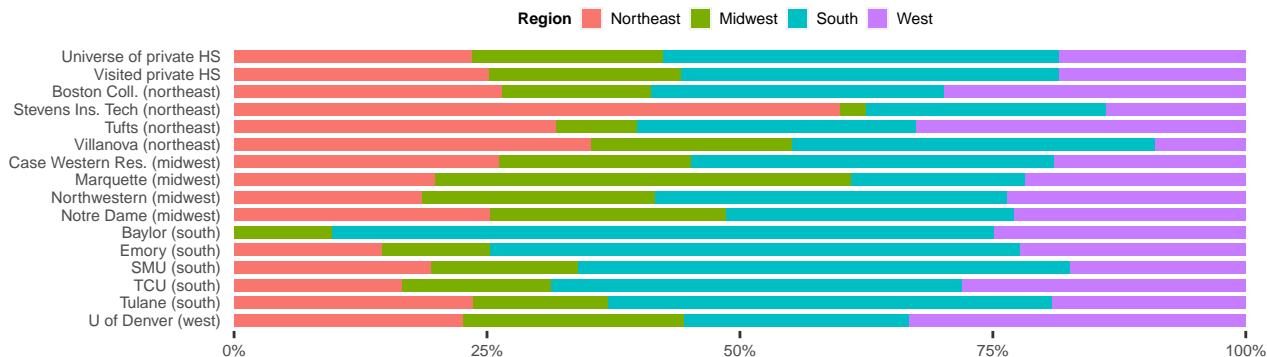 Region Northeast Midwest South West
Universe of private HS
Visited private HS
Boston Coll. (northeast)
Stevens Ins. Tech (northeast)
Tufts (northeast)
Villanova (northeast)
Case Western Res. (midwest)
Marquette (midwest)
Northwestern (midwest)
Notre Dame (midwest)
Baylor (south)
Emory (south)
SMU (south)
TCU (south)
Tulane (south)
U of Denver (west)
0% 25% 50% 75% 100%